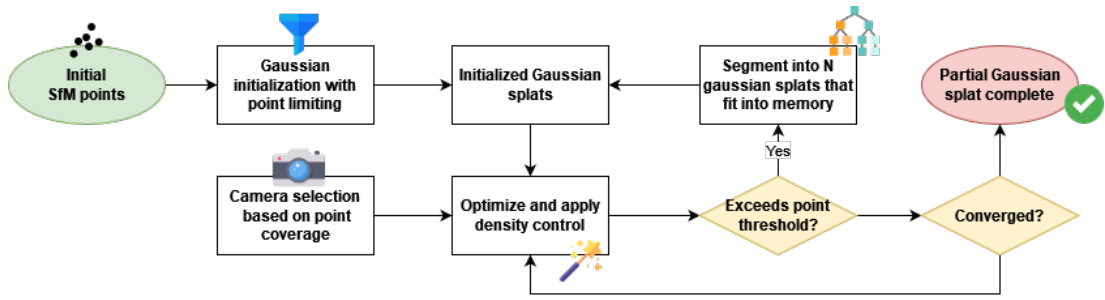 Initial
SfM points
Gaussian
initialization with
point limiting
Initialized Gaussian
splats
Segment into N
gaussian splats that
fit into memory
Partial Gaussian
splat complete
Yes
Camera selection
based on point
coverage
Optimize and apply
density control
Exceeds point
threshold?
Converged?